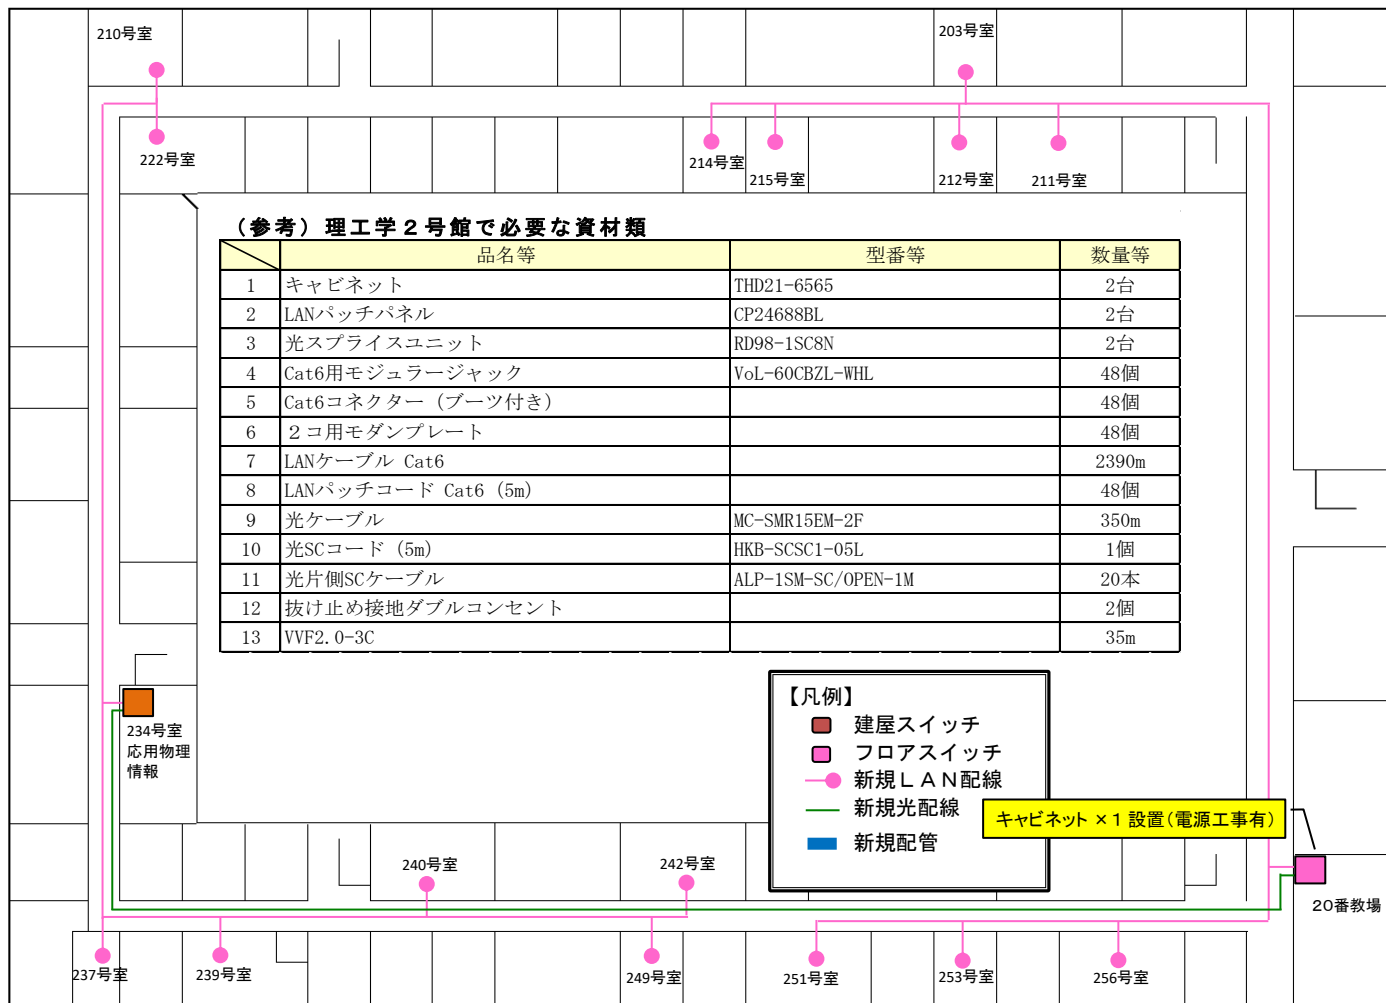 210号室
203号室
222号室
214号室
215号室
212号室
211号室
（参考）理工学２号館で必要な資材類
品名等 型番等 数量等
1 キャビネット THD21-6565 2台
2 LANパッチパネル CP24688BL 2台
3 光スプライスユニット RD98-1SC8N 2台
4 Cat6用モジュラージャック VoL-60CBZL-WHL 48個
5 Cat6コネクター（ブーツ付き） 48個
6 ２コ用モダンプレート 48個
7 LANケーブル Cat6 2390m
8 LANパッチコード Cat6（5m） 48個
9 光ケーブル MC-SMR15EM-2F 350m
10 光SCコード（5m） HKB-SCSC1-05L 1個
11 光片側SCケーブル ALP-1SM-SC/OPEN-1M 20本
12 抜け止め接地ダブルコンセント 2個
13 VVF2.0-3C 35m
234号室
応用物理
情報
【凡例】
建屋スイッチ
フロアスイッチ
新規ＬＡＮ配線
新規光配線
新規配管
キャビネット ×１ 設置（電源工事有）
20番教場
240号室
242号室
237号室
239号室
249号室
251号室
253号室
256号室